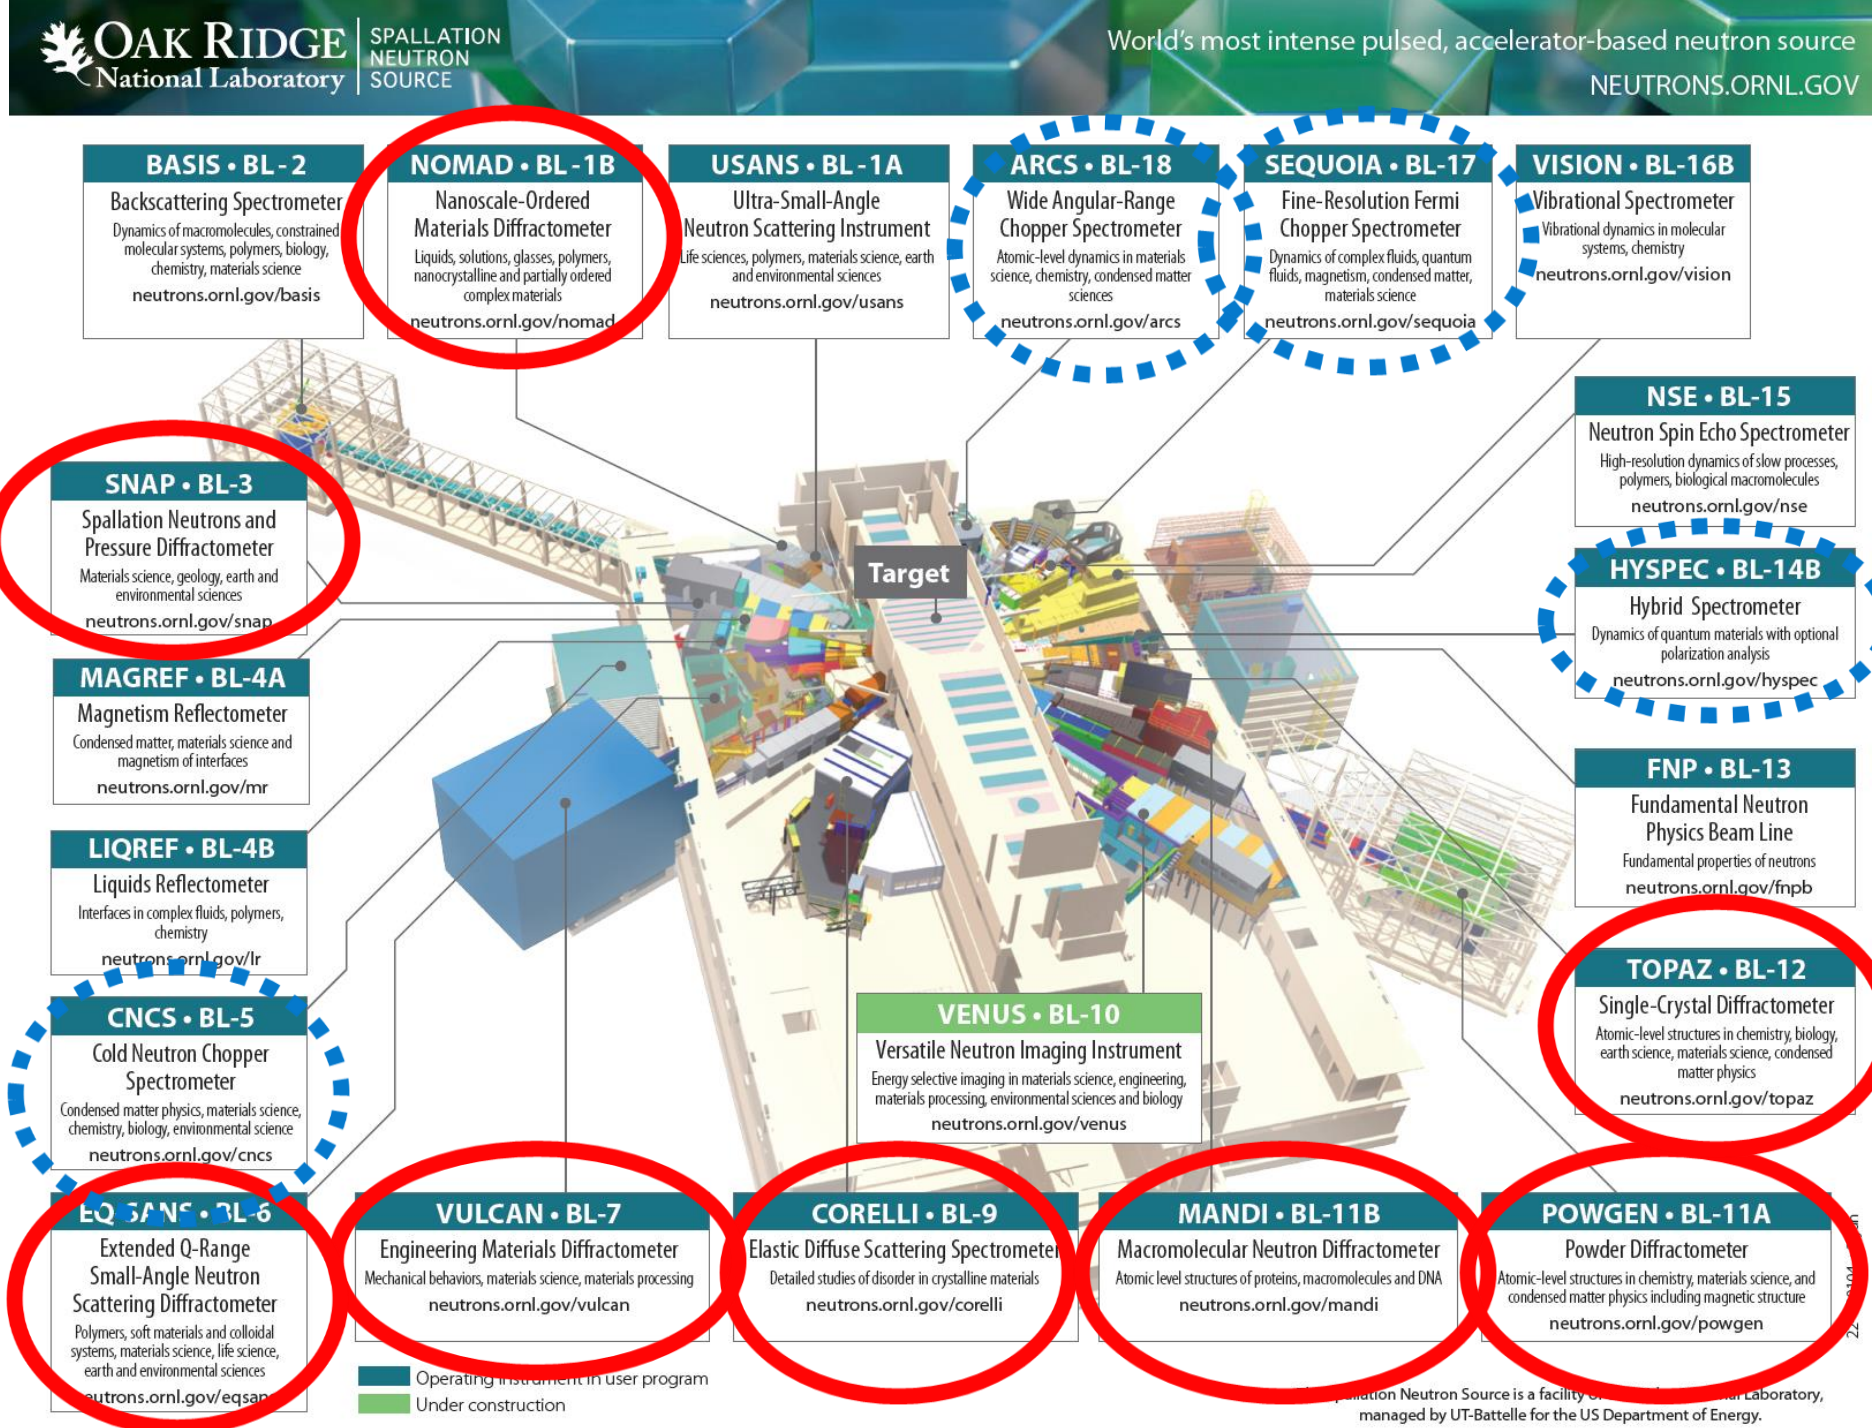 OAK RIDGE
National Laboratory
SPALLATION
NEUTRON
SOURCE
World's most intense pulsed, accelerator-based neutron source
NEUTRONS.ORNL.GOV
BASIS • BL-2
Backscattering Spectrometer
Dynamics of macromolecules, constrained
molecular systems, polymers, biology,
chemistry, materials science
neutrons.ornl.gov/basis
NOMAD • BL-1B
Nanoscale-Ordered
Materials Diffractometer
Liquids, solutions, glasses, polymers,
nanocrystalline and partially ordered
complex materials
neutrons.ornl.gov/nomad
USANS • BL-1A
Ultra-Small-Angle
Neutron Scattering Instrument
Life sciences, polymers, materials science, earth
and environmental sciences
neutrons.ornl.gov/usans
ARCS • BL-18
Wide Angular-Range
Chopper Spectrometer
Atomic-level dynamics in materials
science, chemistry, condensed matter
sciences
neutrons.ornl.gov/arcs
SEQUOIA • BL-17
Fine-Resolution Fermi
Chopper Spectrometer
Dynamics of complex fluids, quantum
fluids, magnetism, condensed matter,
materials science
neutrons.ornl.gov/sequoia
VISION • BL-16B
Vibrational Spectrometer
Vibrational dynamics in molecular
systems, chemistry
neutrons.ornl.gov/vision
NSE • BL-15
Neutron Spin Echo Spectrometer
High-resolution dynamics of slow processes,
polymers, biological macromolecules
neutrons.ornl.gov/nse
SNAP • BL-3
Spallation Neutrons and
Pressure Diffractometer
Materials science, geology, earth and
environmental sciences
neutrons.ornl.gov/snap
Target
HYSPEC • BL-14B
Hybrid Spectrometer
Dynamics of quantum materials with optional
polarization analysis
neutrons.ornl.gov/hyspec
MAGREF • BL-4A
Magnetism Reflectometer
Condensed matter, materials science and
magnetism of interfaces
neutrons.ornl.gov/mr
FNP • BL-13
Fundamental Neutron
Physics Beam Line
Fundamental properties of neutrons
neutrons.ornl.gov/fnpb
LIQREF • BL-4B
Liquids Reflectometer
Interfaces in complex fluids, polymers,
chemistry
neutrons.ornl.gov/lr
TOPAZ • BL-12
Single-Crystal Diffractometer
Atomic-level structures in chemistry, biology,
earth science, materials science, condensed
matter physics
neutrons.ornl.gov/topaz
CNCS • BL-5
Cold Neutron Chopper
Spectrometer
Condensed matter physics, materials science,
chemistry, biology, environmental science
neutrons.ornl.gov/cncs
VENUS • BL-10
Versatile Neutron Imaging Instrument
Energy selective imaging in materials science, engineering,
materials processing, environmental sciences and biology
neutrons.ornl.gov/venus
EQ-SANS • BL-6
Extended Q-Range
Small-Angle Neutron
Scattering Diffractometer
Polymers, soft materials and colloidal
systems, materials science, life science,
earth and environmental sciences
neutrons.ornl.gov/eqsans
VULCAN • BL-7
Engineering Materials Diffractometer
Mechanical behaviors, materials science, materials processing
neutrons.ornl.gov/vulcan
CORELLI • BL-9
Elastic Diffuse Scattering Spectrometer
Detailed studies of disorder in crystalline materials
neutrons.ornl.gov/corelli
MANDI • BL-11B
Macromolecular Neutron Diffractometer
Atomic level structures of proteins, macromolecules and DNA
neutrons.ornl.gov/mandi
POWGEN • BL-11A
Powder Diffractometer
Atomic-level structures in chemistry, materials science, and
condensed matter physics including magnetic structure
neutrons.ornl.gov/powgen
Operating instrument in user program
Under construction
Spallation Neutron Source is a facility Laboratory,
managed by UT-Battelle for the US Department of Energy.